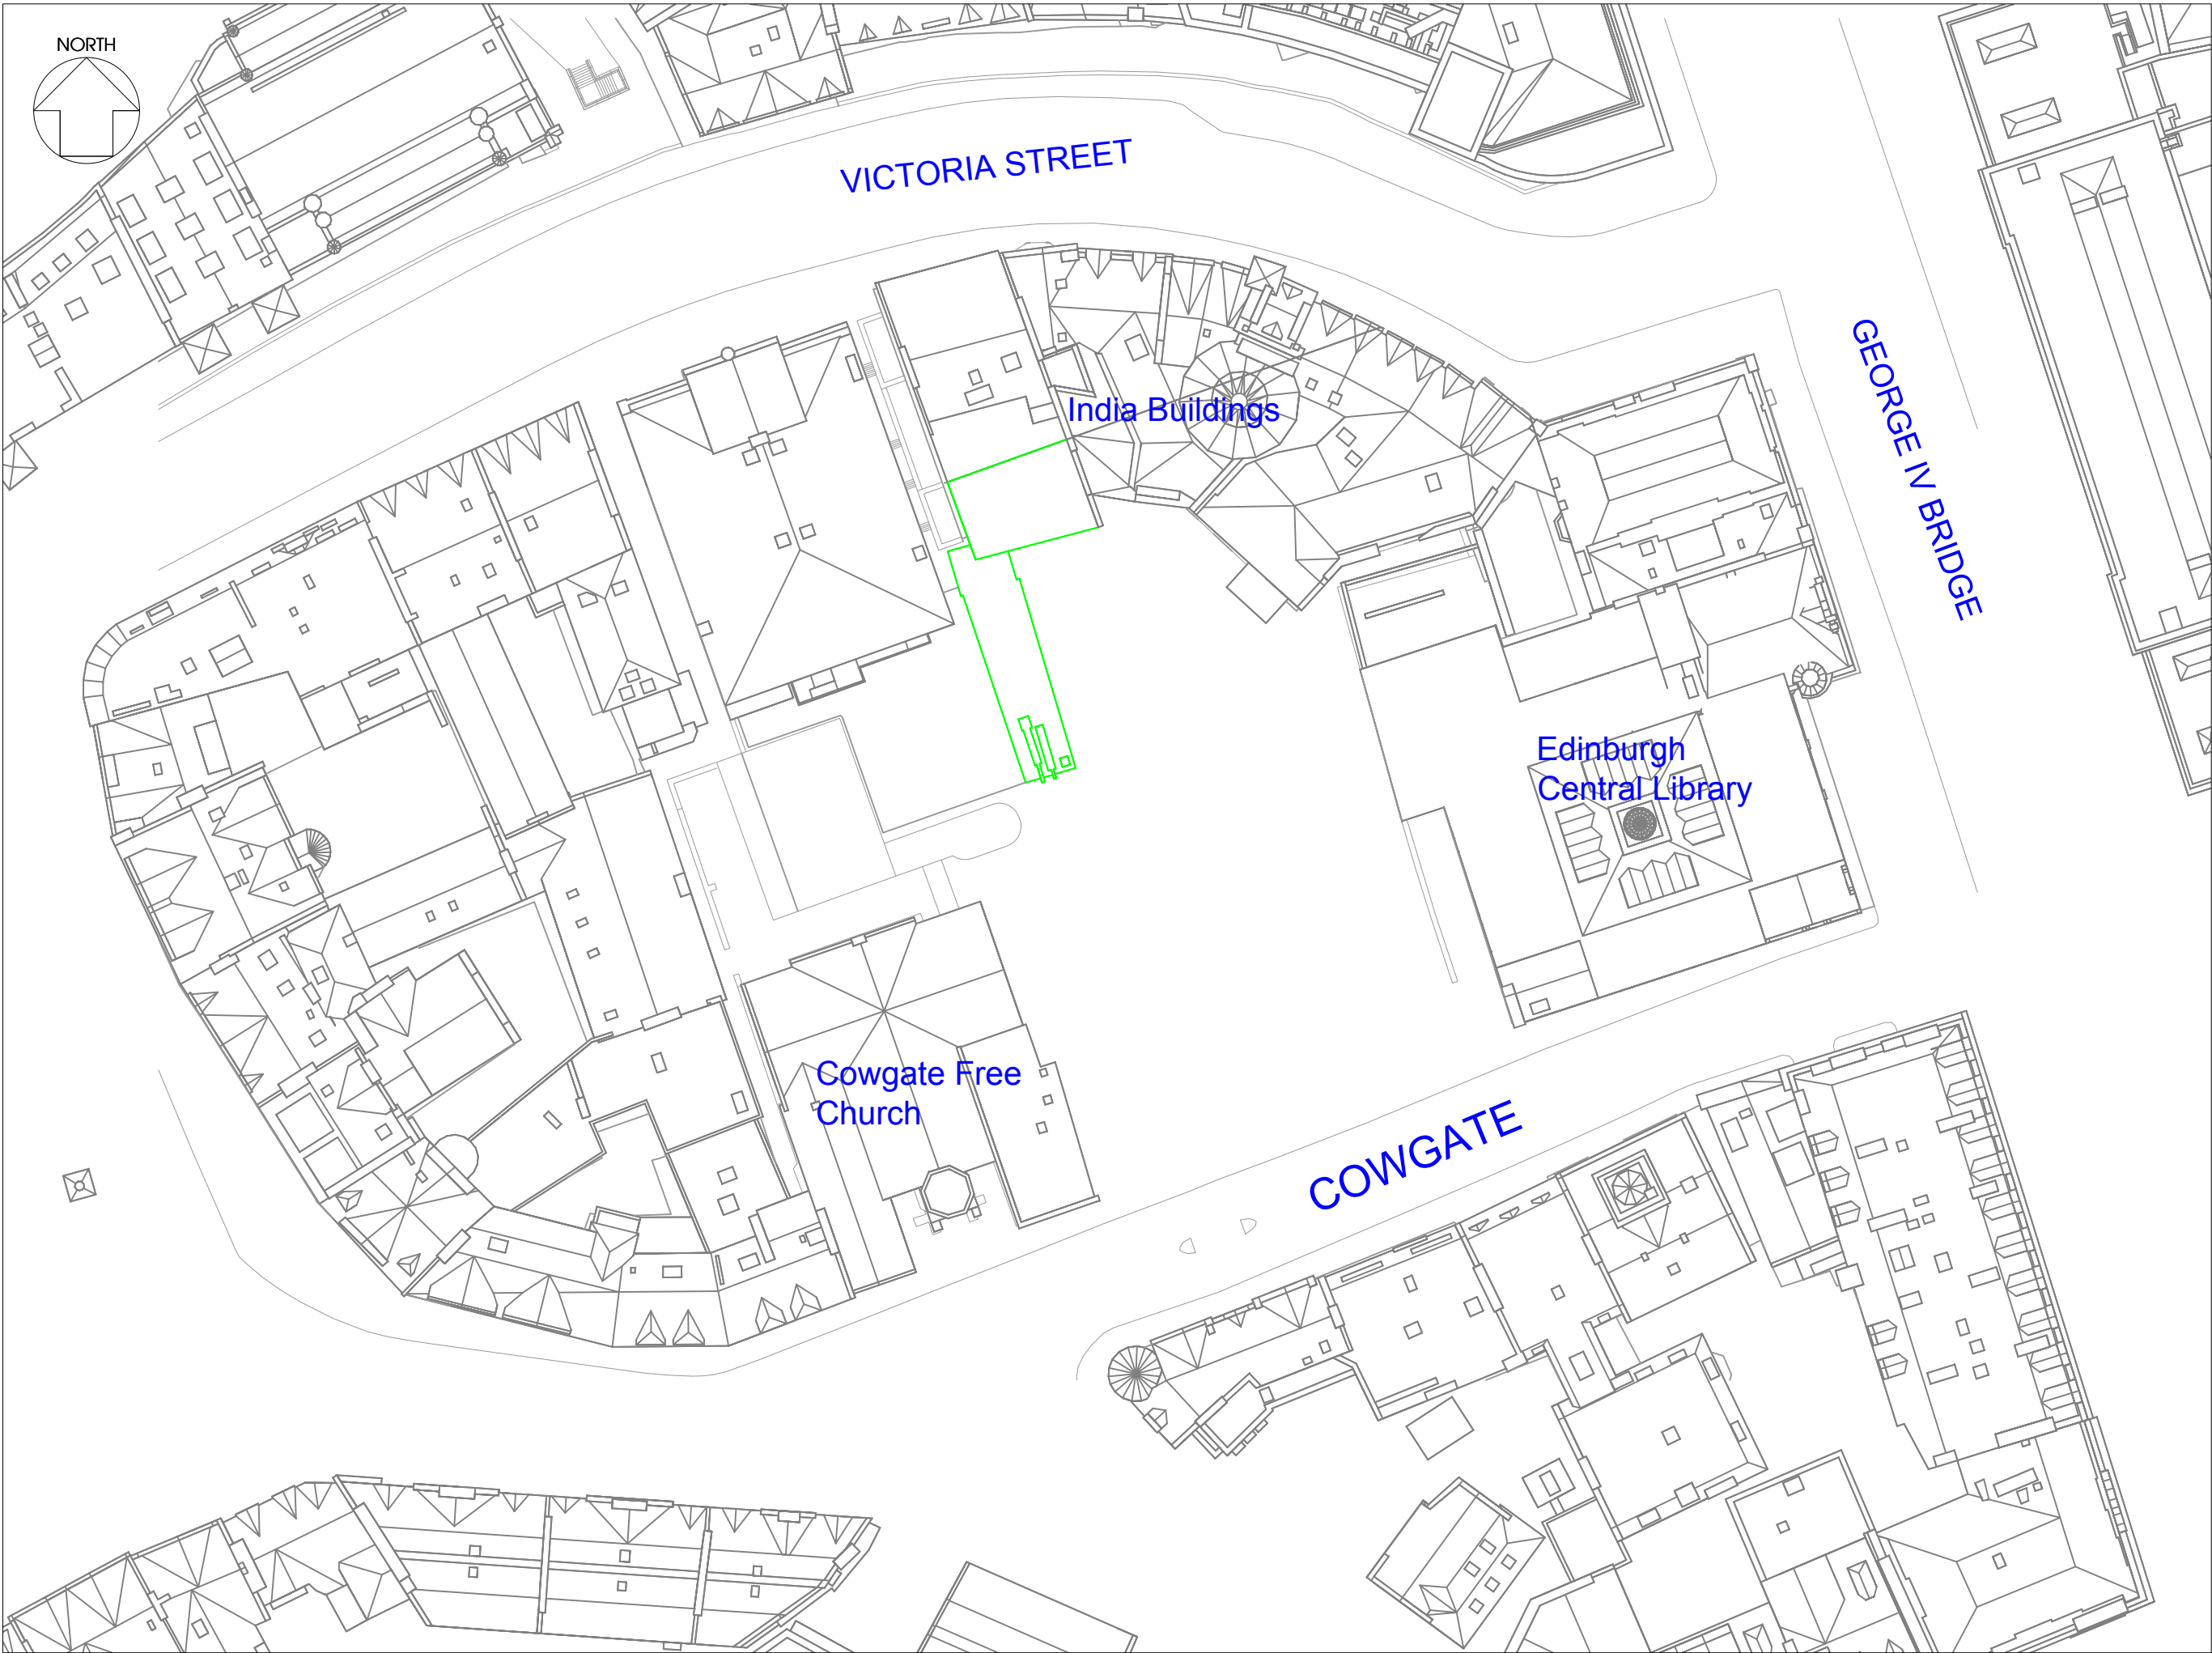 NORTH
VICTORIA STREET
GEORGE IV BRIDGE
India Buildings
Edinburgh
Central Library
Cowgate Free
Church
COWGATE